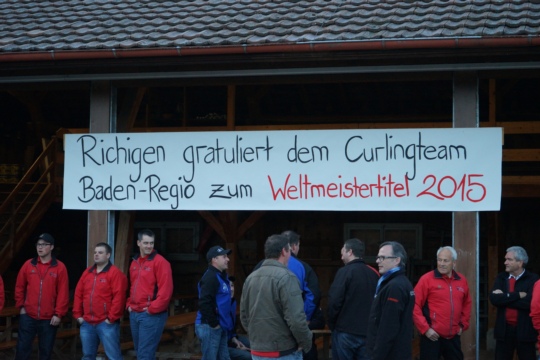 Richigen gratuliert dem Curlingteam
Baden-Regio zum Weltmeistertitel 2015